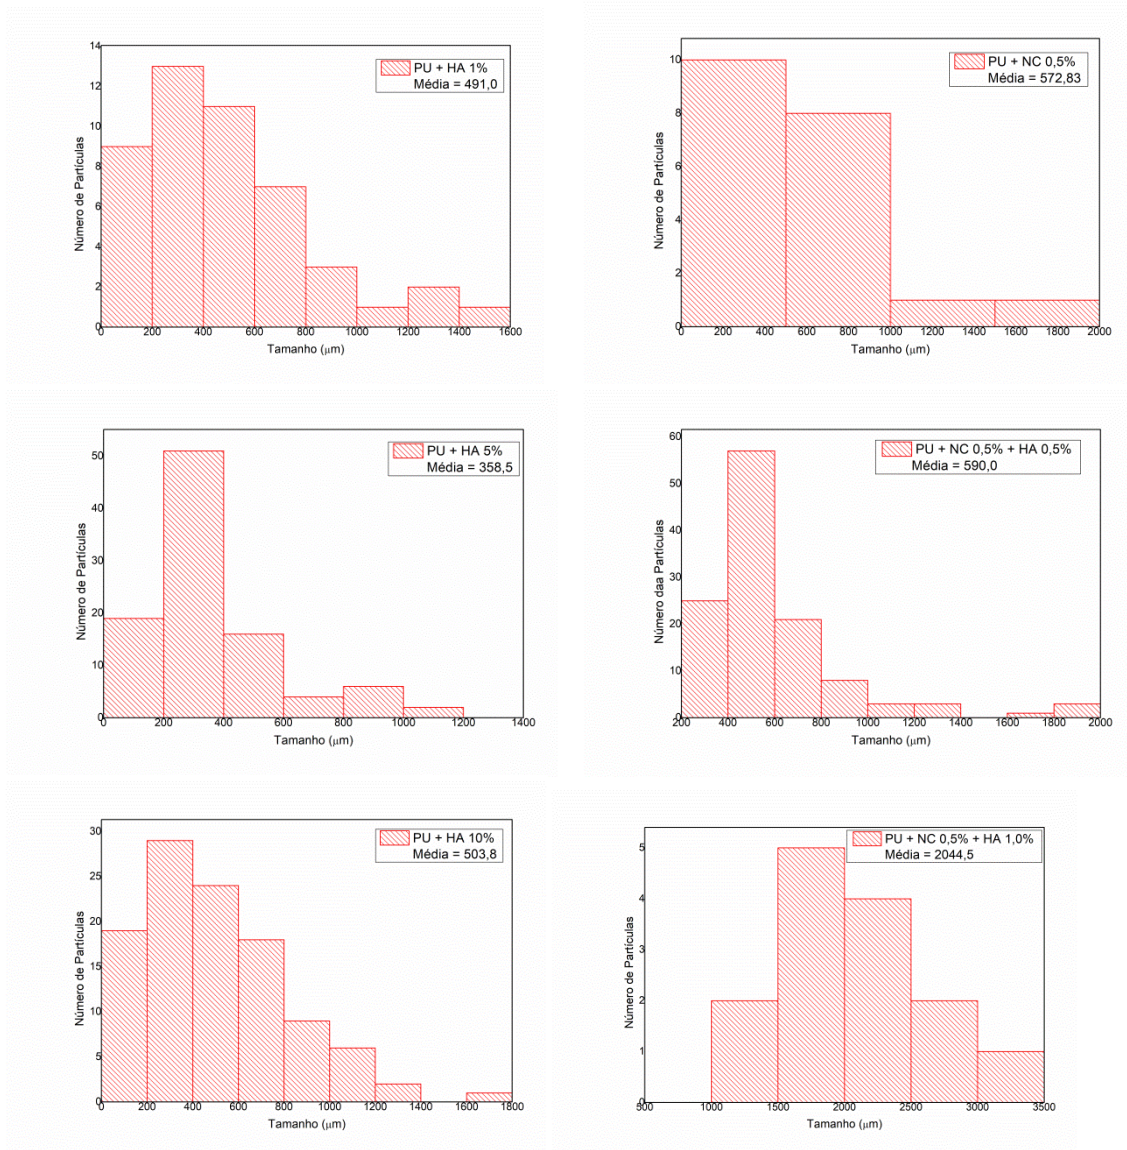 14
12
10
8
6
4
2
0
Número de Partículas
PU + HA 1%
Média = 491,0
0 200 400 600 800 1000 1200 1400 1600
Tamanho (μm)
10
8
6
4
2
0
Número de Partículas
PU + NC 0,5%
Média = 572,83
0 200 400 600 800 1000 1200 1400 1600 1800 2000
Tamanho (μm)
50
40
30
20
10
0
Número de Partículas
PU + HA 5%
Média = 358,5
0 200 400 600 800 1000 1200 1400
Tamanho (μm)
60
50
40
30
20
10
0
Número daa Partículas
PU + NC 0,5% + HA 0,5%
Média = 590,0
200 400 600 800 1000 1200 1400 1600 1800 2000
Tamanho (μm)
30
25
20
15
10
5
0
Número de Partículas
PU + HA 10%
Média = 503,8
0 200 400 600 800 1000 1200 1400 1600 1800
Tamanho (μm)
5
4
3
2
1
0
Número de Partículas
PU + NC 0,5% + HA 1,0%
Média = 2044,5
500 1000 1500 2000 2500 3000 3500
Tamanho (μm)